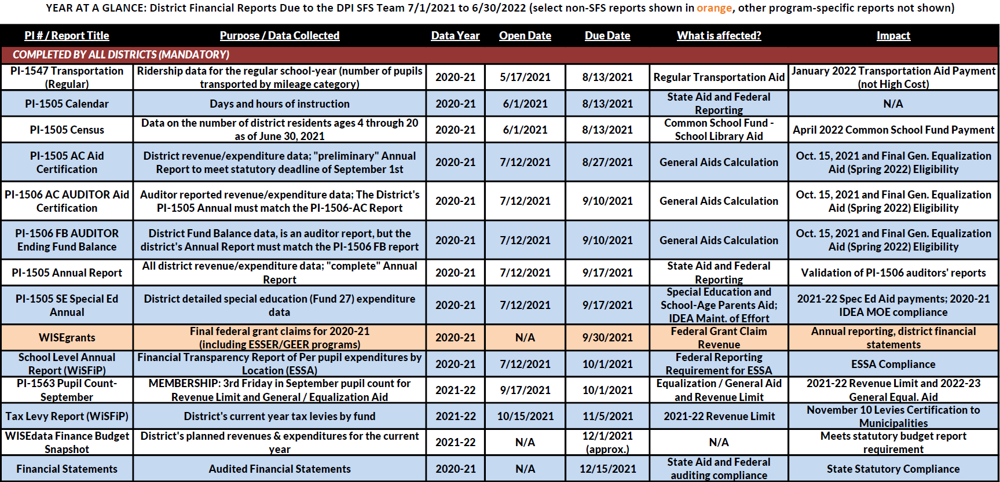 YEAR AT A GLANCE: District Financial Reports Due to the DPI SFS Team 7/1/2021 to 6/30/2022 (select non-SFS reports shown in orange, other program-specific reports not shown)
PI # / Report Title Purpose / Data Collected Data Year Open Date Due Date What is affected? Impact
COMPLETED BY ALL DISTRICTS (MANDATORY)
PI-1547 Transportation
(Regular)
Ridership data for the regular school-year (number of pupils
transported by mileage category)
2020-21
5/17/2021
8/13/2021
Regular Transportation Aid
January 2022 Transportation Aid Payment
(not High Cost)
PI-1505 Calendar
Days and hours of instruction
2020-21
6/1/2021
8/13/2021
State Aid and Federal
Reporting
N/A
PI-1505 Census
Data on the number of district residents ages 4 through 20
as of June 30, 2021
2020-21
6/1/2021
8/13/2021
Common School Fund -
School Library Aid
April 2022 Common School Fund Payment
PI-1505 AC Aid
Certification
District revenue/expenditure data; "preliminary" Annual
Report to meet statutory deadline of September 1st
2020-21
7/12/2021
8/27/2021
General Aids Calculation
Oct. 15, 2021 and Final Gen. Equalization
Aid (Spring 2022) Eligibility
PI-1506 AC AUDITOR Aid
Certification
Auditor reported revenue/expenditure data; The District's
PI-1505 Annual must match the PI-1506-AC Report
2020-21
7/12/2021
9/10/2021
General Aids Calculation
Oct. 15, 2021 and Final Gen. Equalization
Aid (Spring 2022) Eligibility
PI-1506 FB AUDITOR
Ending Fund Balance
District Fund Balance data, is an auditor report, but the
district's Annual Report must match the PI-1506 FB report
2020-21
7/12/2021
9/10/2021
General Aids Calculation
Oct. 15, 2021 and Final Gen. Equalization
Aid (Spring 2022) Eligibility
PI-1505 Annual Report
All district revenue/expenditure data; "complete" Annual
Report
2020-21
7/12/2021
9/17/2021
State Aid and Federal
Reporting
Validation of PI-1506 auditors' reports
PI-1505 SE Special Ed
Annual
District detailed special education (Fund 27) expenditure
data
2020-21
7/12/2021
9/17/2021
Special Education and
School-Age Parents Aid;
IDEA Maint. of Effort
2021-22 Spec Ed Aid payments; 2020-21
IDEA MOE compliance
WISEgrants
Final federal grant claims for 2020-21
(including ESSER/GEER programs)
2020-21
N/A
9/30/2021
Federal Grant Claim
Revenue
Annual reporting, district financial
statements
School Level Annual
Report (WiSFiP)
Financial Transparency Report of Per pupil expenditures by
Location (ESSA)
2020-21
7/12/2021
10/1/2021
Federal Reporting
Requirement for ESSA
ESSA Compliance
PI-1563 Pupil Count-
September
MEMBERSHIP: 3rd Friday in September pupil count for
Revenue Limit and General / Equalization Aid
2021-22
9/17/2021
10/1/2021
Equalization / General Aid
and Revenue Limit
2021-22 Revenue Limit and 2022-23
General Equal. Aid
Tax Levy Report (WiSFiP)
District's current year tax levies by fund
2021-22
10/15/2021
11/5/2021
2021-22 Revenue Limit
November 10 Levies Certification to
Municipalities
WISEdata Finance Budget
Snapshot
District's planned revenues & expenditures for the current
year
2021-22
N/A
12/1/2021
(approx.)
N/A
Meets statutory budget report
requirement
Financial Statements
Audited Financial Statements
2020-21
N/A
12/15/2021
State Aid and Federal
auditing compliance
State Statutory Compliance